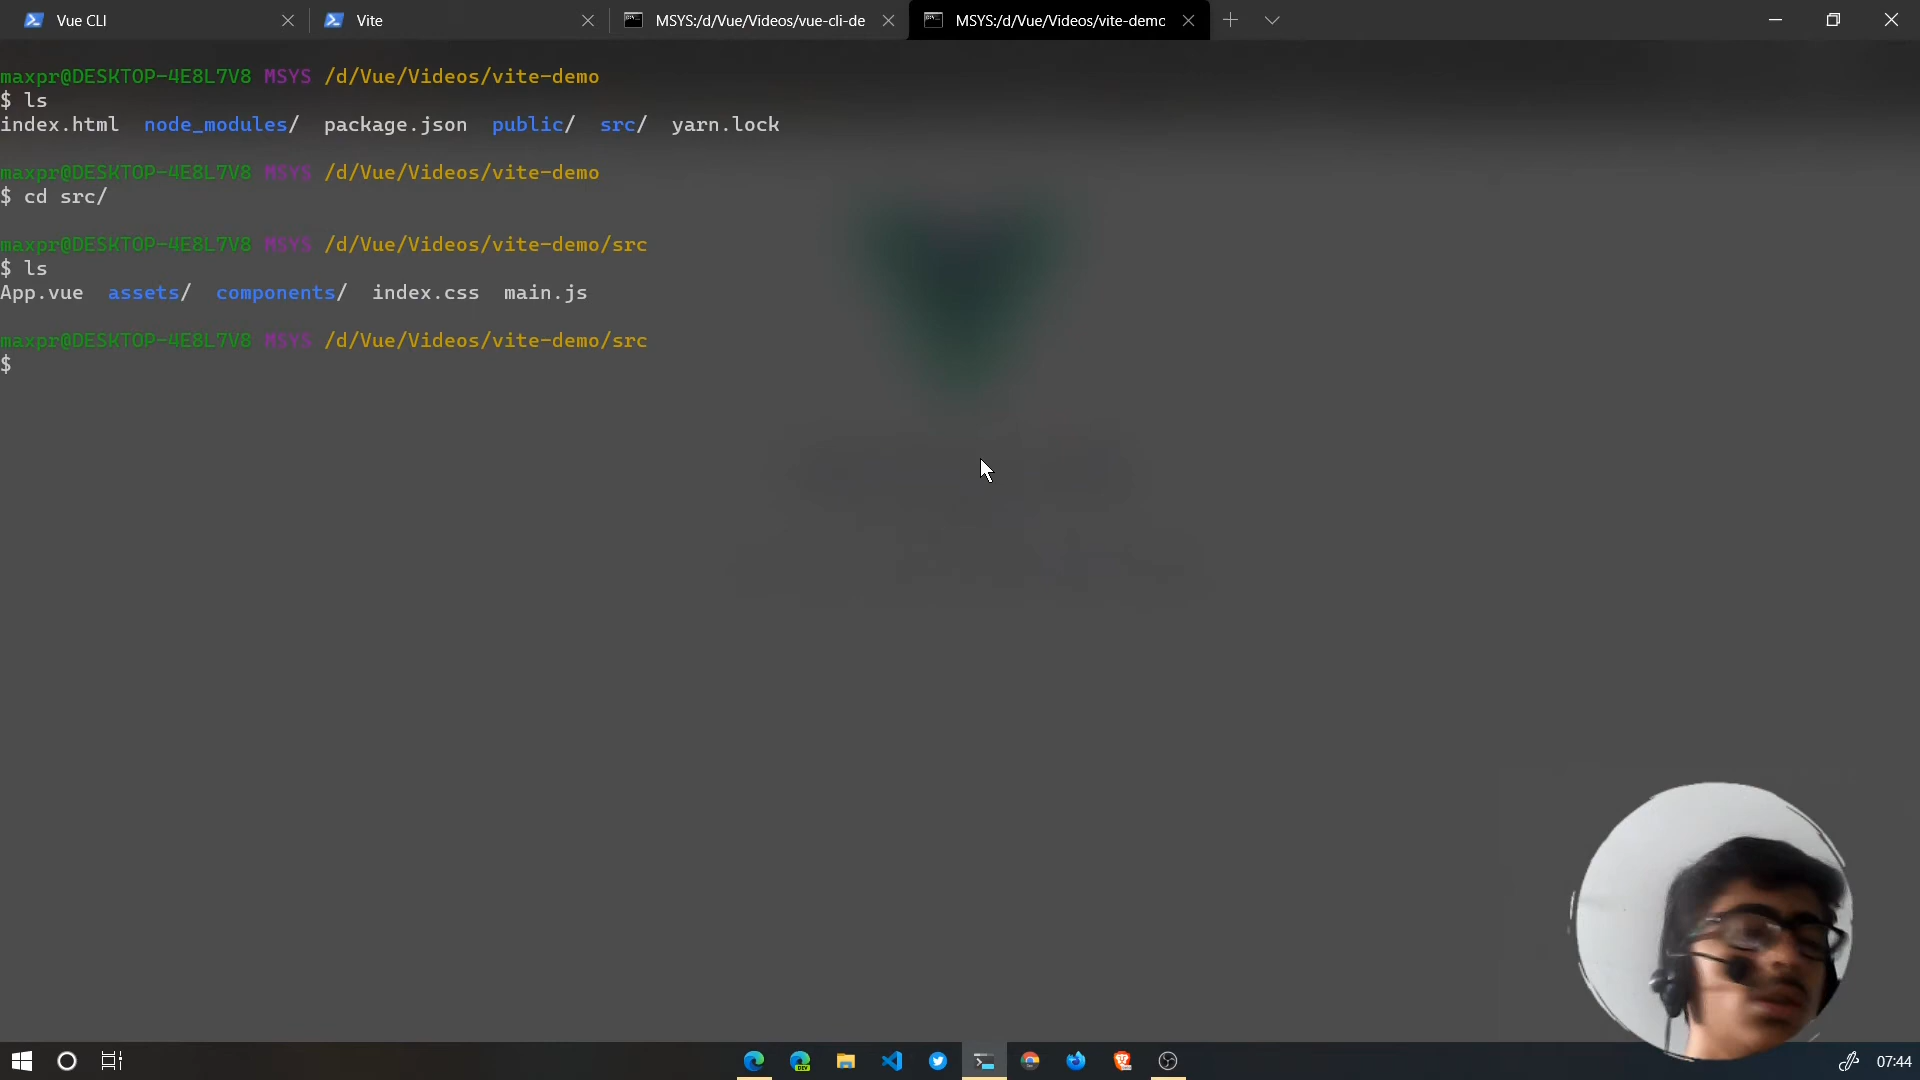 Vue CLI
Vite
MSYS:/d/Vue/Videos/vue-cli-de
MSYS:/d/Vue/Videos/vite-demo
maxpr@DESKTOP-4E8L7V8 MSYS /d/Vue/Videos/vite-demo
$ ls
index.html node_modules/ package.json public/ src/ yarn.lock
maxpr@DESKTOP-4E8L7V8 MSYS /d/Vue/Videos/vite-demo
$ cd src/
maxpr@DESKTOP-4E8L7V8 MSYS /d/Vue/Videos/vite-demo/src
$ ls
App.vue assets/ components/ index.css main.js
maxpr@DESKTOP-4E8L7V8 MSYS /d/Vue/Videos/vite-demo/src
$
DEV
07:44